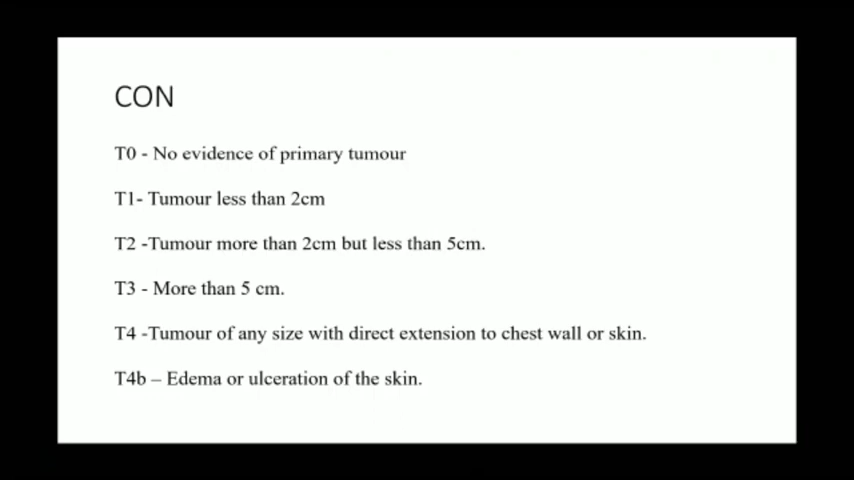 CON
T0 - No evidence of primary tumour
T1- Tumour less than 2cm
T2 -Tumour more than 2cm but less than 5cm.
T3 - More than 5 cm.
T4 -Tumour of any size with direct extension to chest wall or skin.
T4b – Edema or ulceration of the skin.